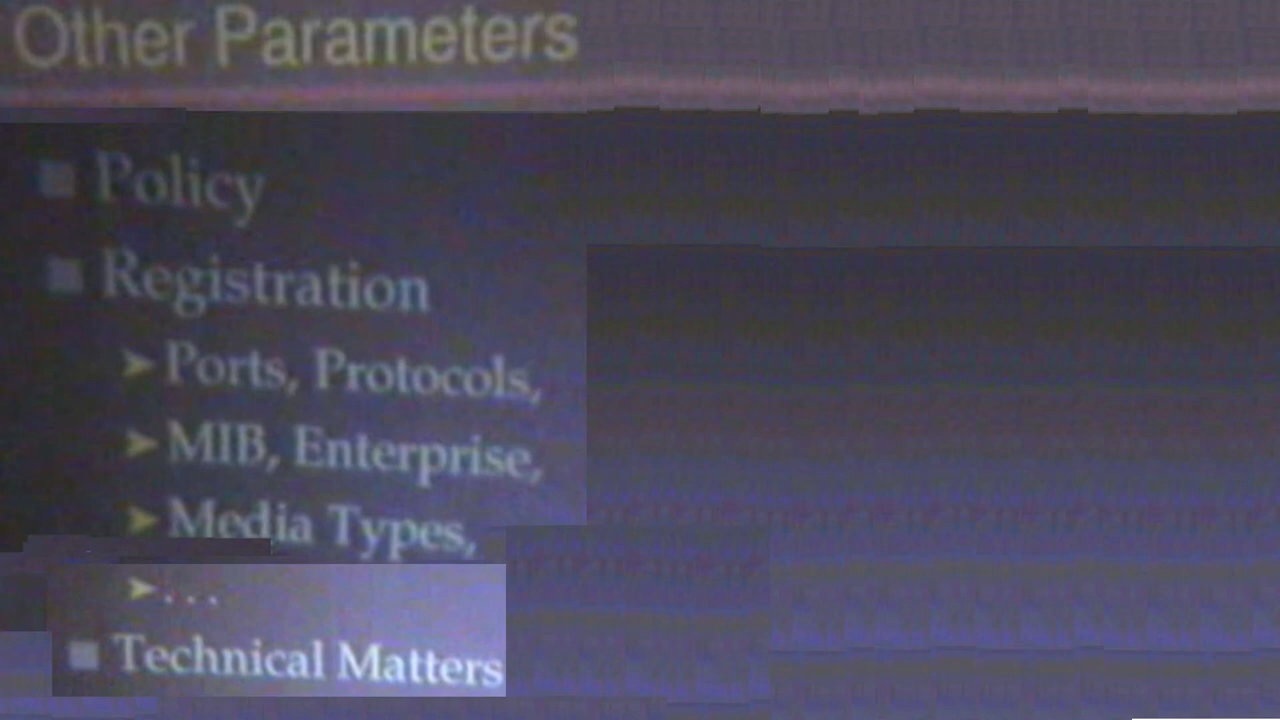 Other Parameters
Policy
Registration
Ports, Protocols,
MIB, Enterprise,
Media Types,
...
Technical Matters